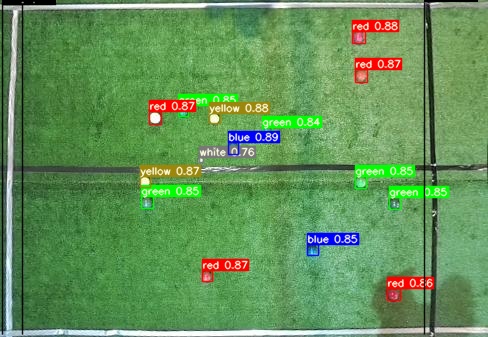 red 0.88
red 0.87
green 0.85
red 0.87
yellow 0.88
green 0.84
blue 0.89
white 0.76
yellow 0.87
green 0.85
green 0.85
green 0.85
blue 0.85
red 0.87
red 0.86